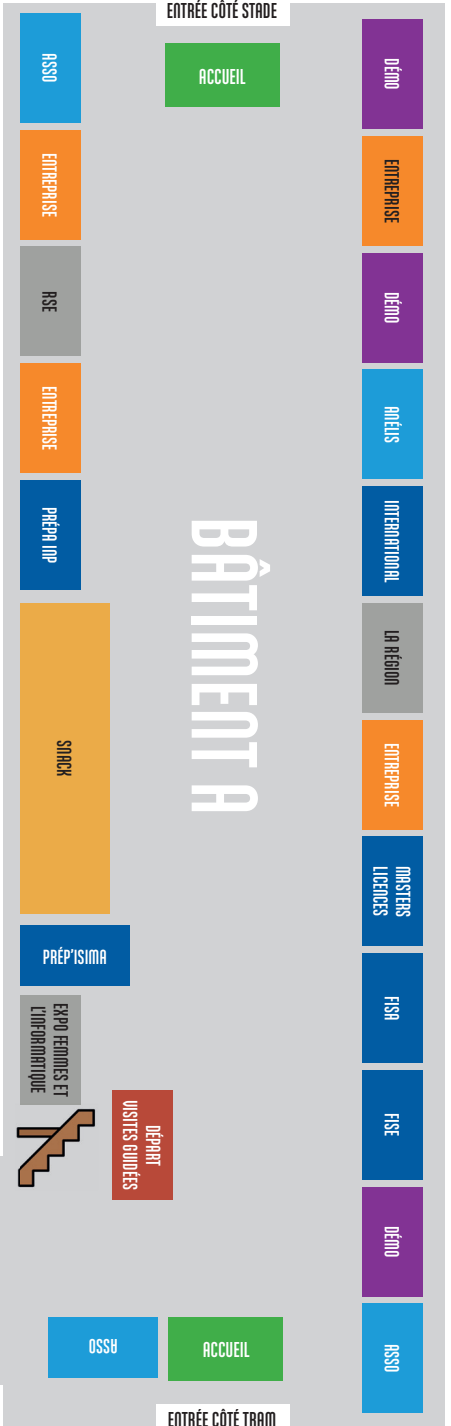 ENTRÉE CÔTÉ STADE
ACCUEIL
ASSO
ENTREPRISE
RSE
ENTREPRISE
PRÉPA INP
SNACK
PRÉP'ISIMA
EXPO FEMMES ET
L'INFORMATIQUE
DÉPART
VISITES GUIDÉES
BÂTIMENT A
DÉMO
ENTREPRISE
DÉMO
ANÉLIS
INTERNATIONAL
LA RÉGION
ENTREPRISE
MASTERS
LICENCES
FISA
FISE
DÉMO
ASSO
ASSO
ACCUEIL
ENTRÉE CÔTÉ TRAM